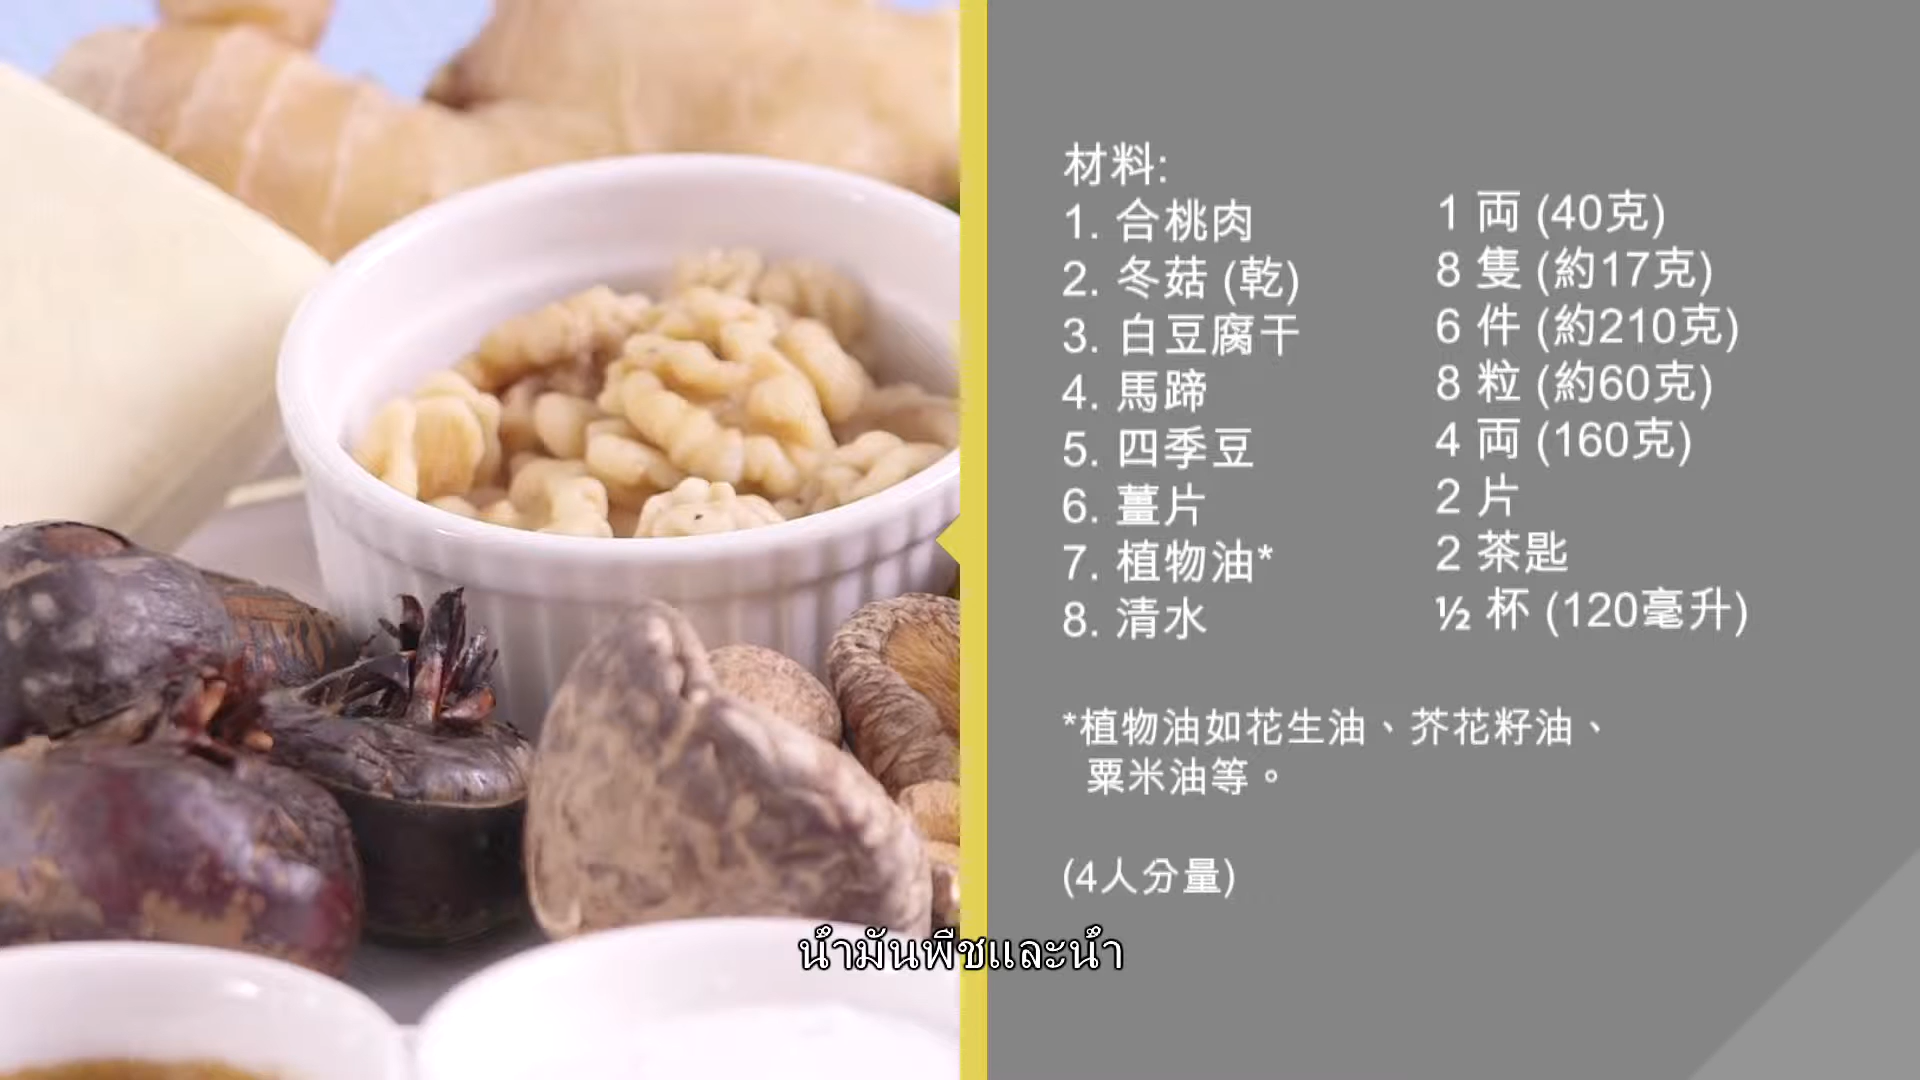 材料:
1. 合桃肉 1 両 (40克)
2. 冬菇 (乾) 8 隻 (約17克)
3. 白豆腐干 6 件 (約210克)
4. 馬蹄 8 粒 (約60克)
5. 四季豆 4 両 (160克)
6. 薑片 2 片
7. 植物油* 2 茶匙
8. 清水 ½ 杯 (120毫升)
*植物油如花生油、芥花籽油、
粟米油等。
(4人分量)
น้ำมันพืชและน้ำ